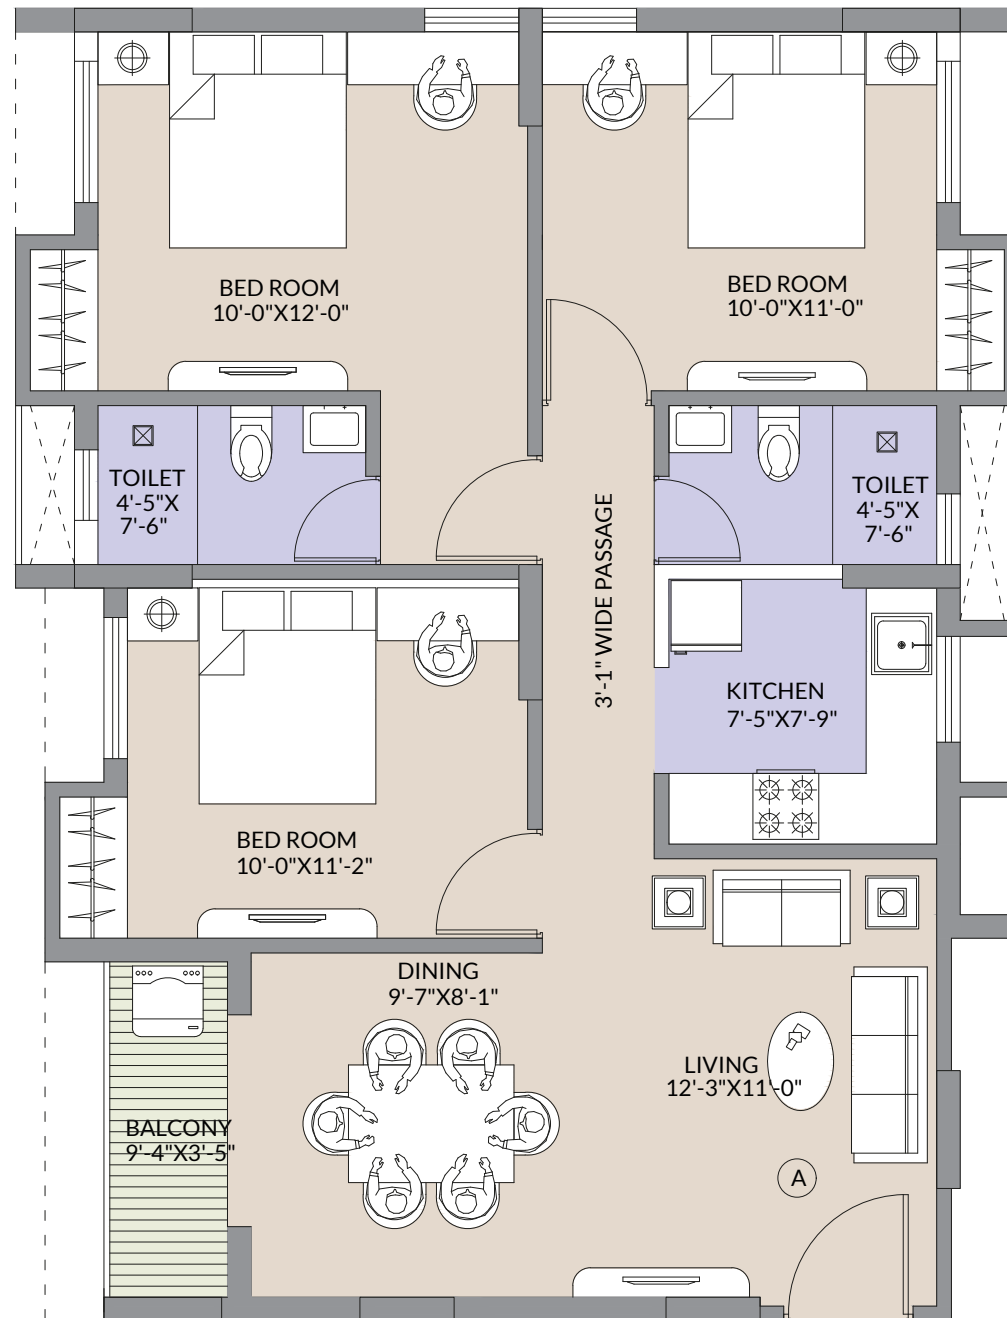 BED ROOM
10'-0"X12'-0"
BED ROOM
10'-0"X11'-0"
TOILET
4'-5"X
7'-6"
TOILET
4'-5"X
7'-6"
3'-1" WIDE PASSAGE
KITCHEN
7'-5"X7'-9"
BED ROOM
10'-0"X11'-2"
DINING
9'-7"X8'-1"
LIVING
12'-3"X11'-0"
BALCONY
9'-4"X3'-5"
A